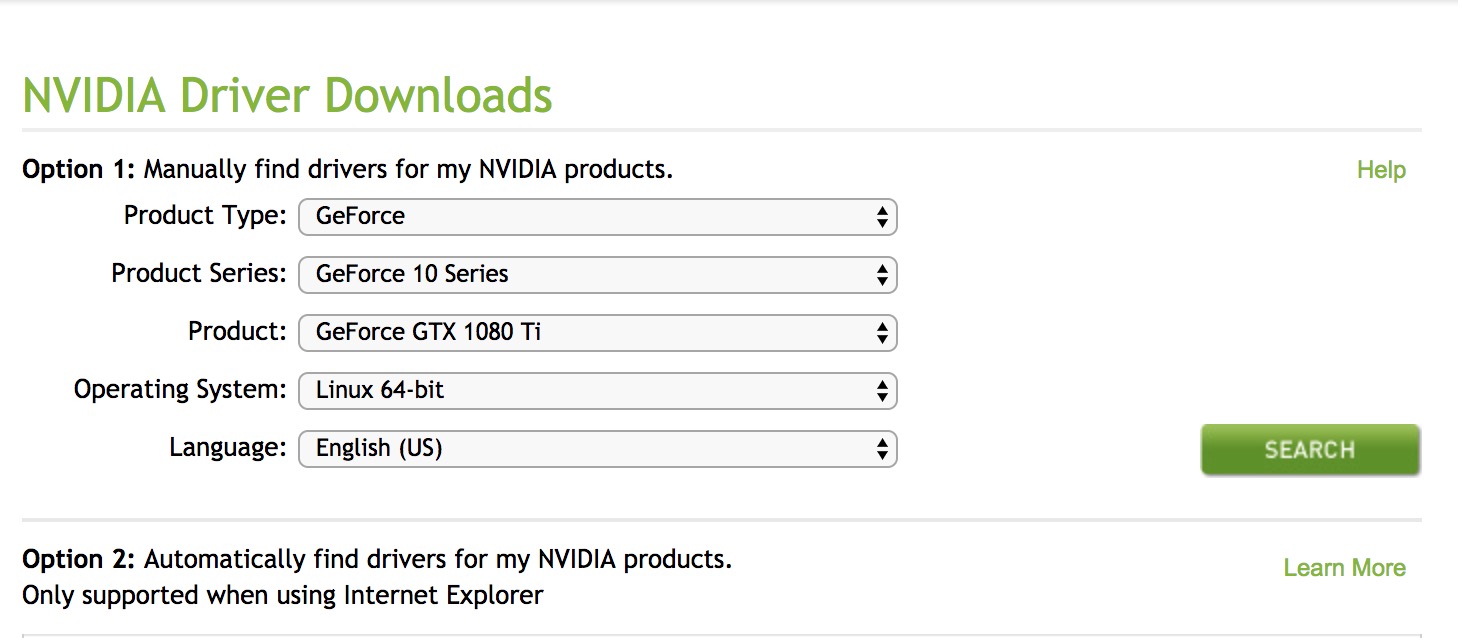 NVIDIA Driver Downloads
Option 1: Manually find drivers for my NVIDIA products.
Help
Product Type: GeForce
Product Series: GeForce 10 Series
Product: GeForce GTX 1080 Ti
Operating System: Linux 64-bit
Language: English (US)
SEARCH
Option 2: Automatically find drivers for my NVIDIA products.
Learn More
Only supported when using Internet Explorer